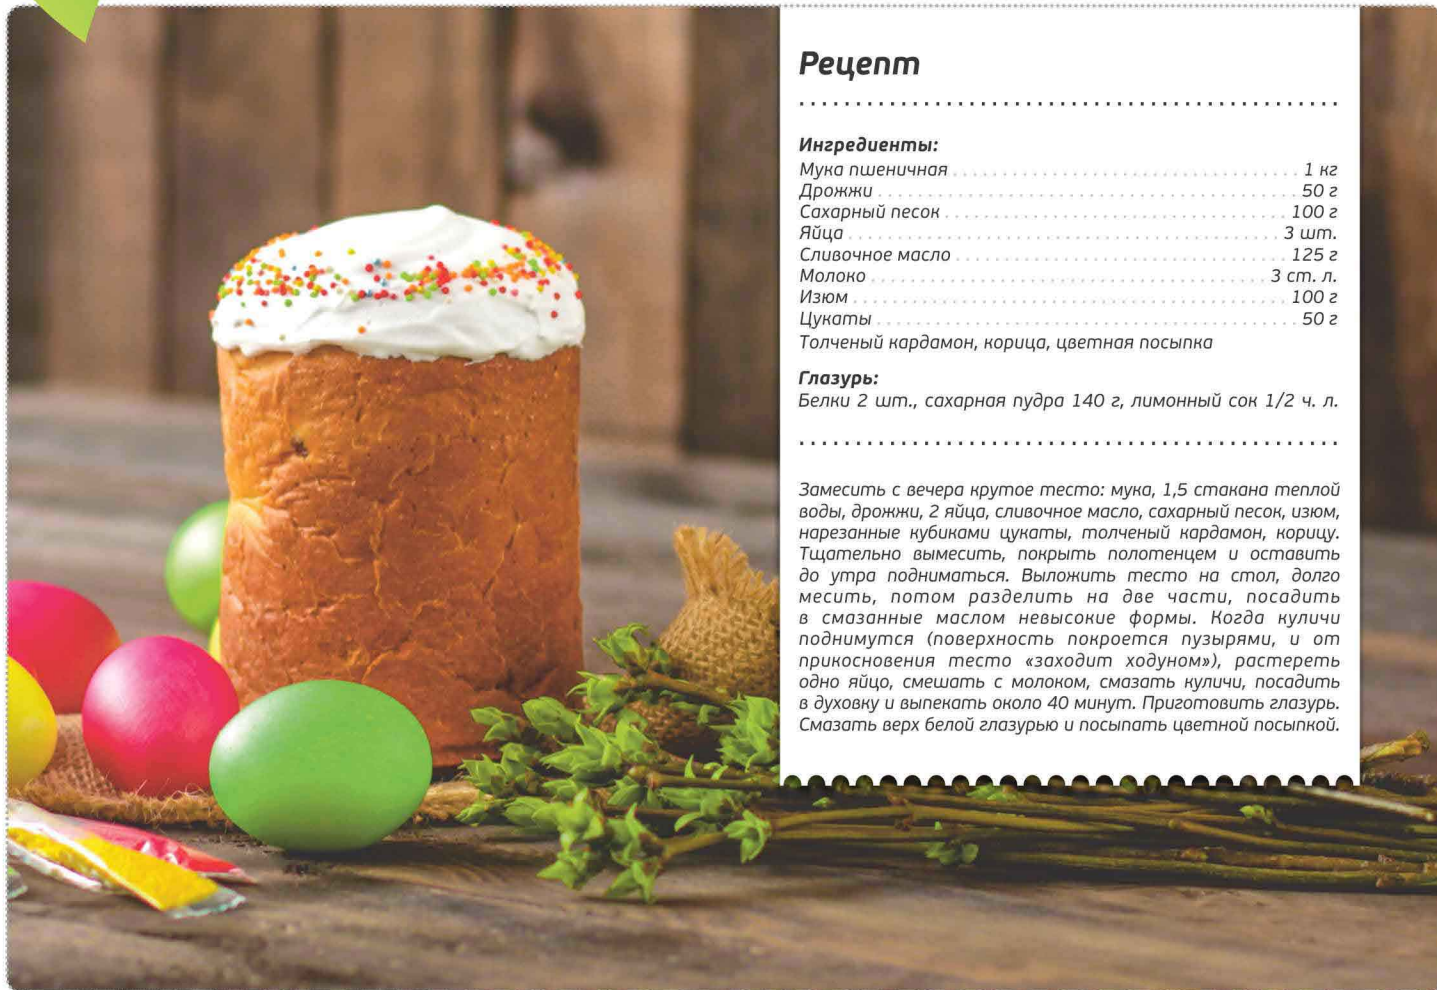 Рецепт
Ингредиенты:
Мука пшеничная 1 кг
Дрожжи 50 г
Сахарный песок 100 г
Яйца 3 шт.
Сливочное масло 125 г
Молоко 3 ст. л.
Изюм 100 г
Цукаты 50 г
Толченый кардамон, корица, цветная посыпка
Глазурь:
Белки 2 шт., сахарная пудра 140 г, лимонный сок 1/2 ч. л.
Замесить с вечера крутое тесто: мука, 1,5 стакана теплой
воды, дрожжи, 2 яйца, сливочное масло, сахарный песок, изюм,
нарезанные кубиками цукаты, толченый кардамон, корицу.
Тщательно вымесить, покрыть полотенцем и оставить
до утра подниматься. Выложить тесто на стол, долго
месить, потом разделить на две части, посадить
в смазанные маслом невысокие формы. Когда куличи
поднимутся (поверхность покроется пузырями, и от
прикосновения тесто «заходит ходуном»), растереть
одно яйцо, смешать с молоком, смазать куличи, посадить
в духовку и выпекать около 40 минут. Приготовить глазурь.
Смазать верх белой глазурью и посыпать цветной посыпкой.